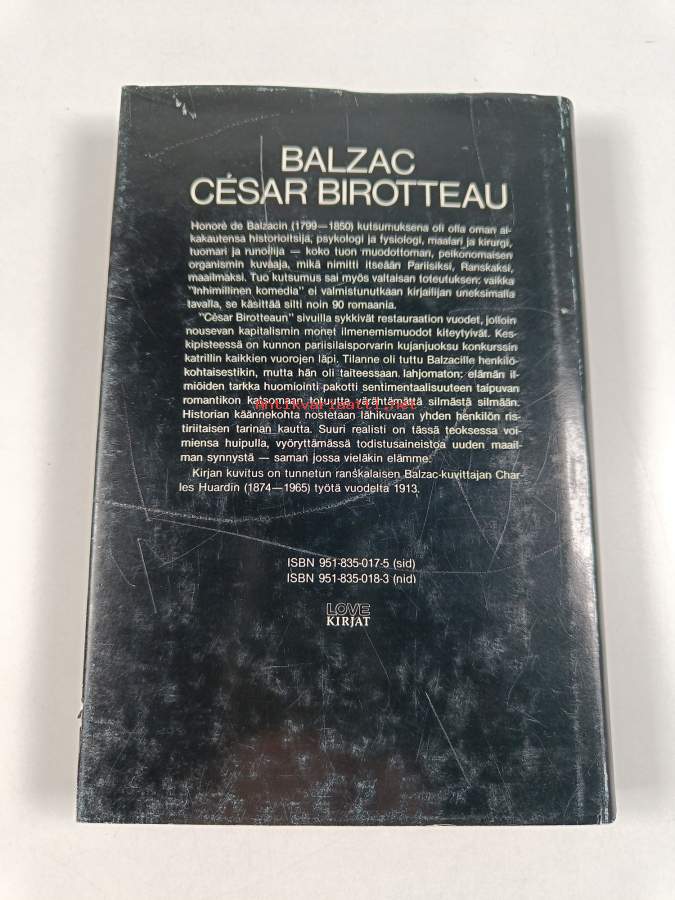 BALZAC
CÉSAR BIROTTEAU
Honoré de Balzacin (1799—1850) kutsumuksena oli olla oman ai-
kakautensa historioitsija, psykologi ja fysiologi, maalari ja kirurgi,
tuomari ja runoilija — koko tuon muodottoman, peikonomaisen
organismin kuvaaja, mikä nimitti itseään Pariisiksi, Ranskaksi,
maailmaksi. Tuo kutsumus sai myös valtaisan toteutuksen: vaikka
"Inhimillinen komedia" ei valmistunutkaan kirjailijan uneksimalla
tavalla, se käsittää silti noin 90 romaania.
"César Birotteaun" sivuilla sykkivät restauraation vuodet, jolloin
nousevan kapitalismin monet ilmenemismuodot kiteytyivät. Kes-
kipisteessä on kunnon pariisilaisporvarin kujanjuoksu konkurssin
katrillin kaikkien vuorojen läpi. Tilanne oli tuttu Balzacille henkilö-
kohtaisestikin, mutta hän oli taiteessaan lahjomaton: elämän il-
miöiden tarkka huomiointi pakotti sentimentaalisuuteen taipuvan
romantikon katsomaan totuutta värähtämättä silmästä silmään.
antikvariaatti.net
Historian käännekohta nostetaan lähikuvaan yhden henkilön ris-
tiriitaisen tarinan kautta. Suuri realisti on tässä teoksessa voi-
miensa huipulla, vyöryttämässä todistusaineistoa uuden maail-
man synnystä — saman jossa vieläkin elämme.
Kirjan kuvitus on tunnetun ranskalaisen Balzac-kuvittajan Char-
les Huardin (1874—1965) työtä vuodelta 1913.
ISBN 951-835-017-5 (sid)
ISBN 951-835-018-3 (nid)
LOVE
KIRJAT